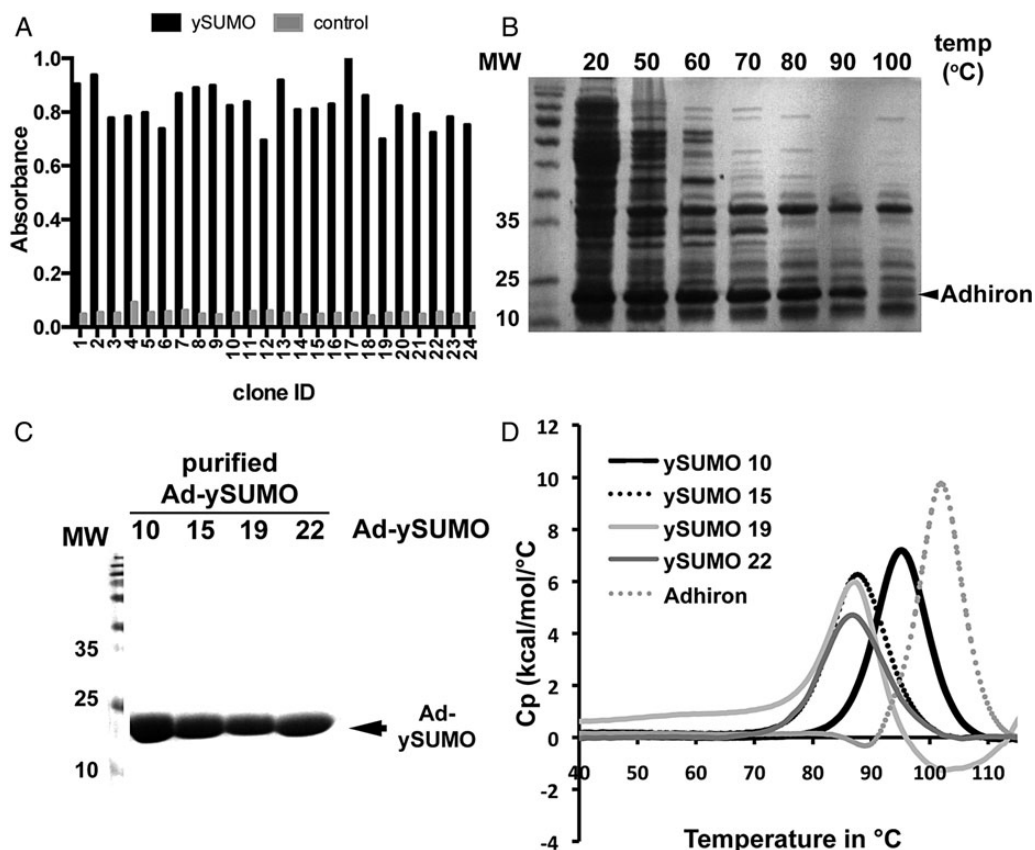 A
ySUMO control
Absorbance
1.0
0.8
0.6
0.4
0.2
0.0
1 2 3 4 5 6 7 8 9 10 11 12 13 14 15 16 17 18 19 20 21 22 23 24
clone ID
B
MW 20 50 60 70 80 90 100 temp
(°C)
35
25
10
Adhiron
C
purified
Ad-ySUMO
MW 10 15 19 22 Ad-ySUMO
35
25
10
Ad-
ySUMO
D
Cp (kcal/mol/°C
12
10
8
6
4
2
0
-2
-4
ySUMO 10
ySUMO 15
ySUMO 19
ySUMO 22
Adhiron
40 50 60 70 80 90 100 110
Temperature in °C